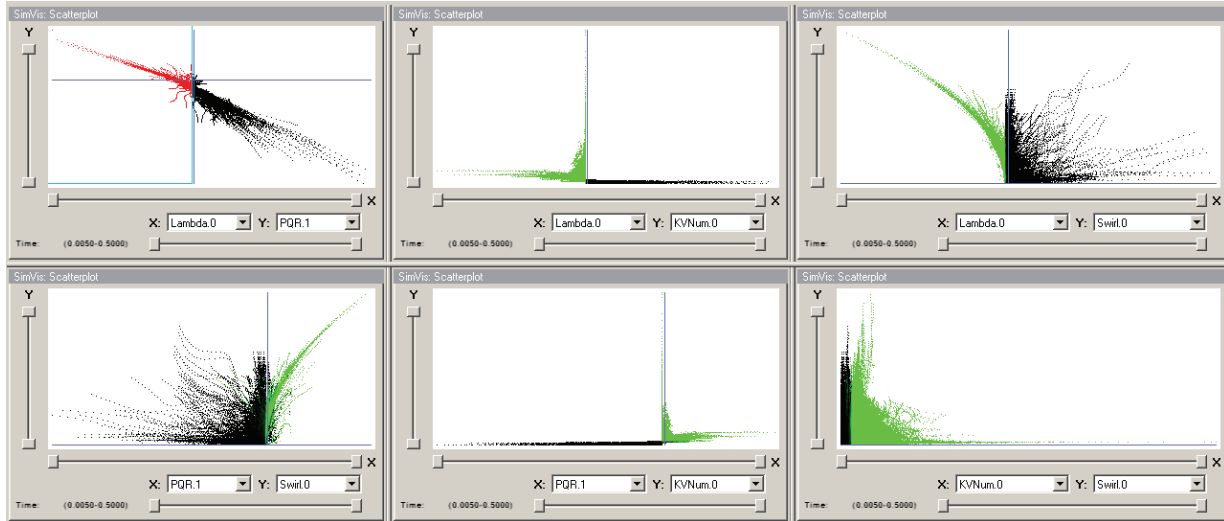 SimVis: Scatterplot
Y
X
X: Lambda.0 Y: PQR.1
Time: (0.0050-0.5000)
SimVis: Scatterplot
Y
X
X: Lambda.0 Y: KVNum.0
Time: (0.0050-0.5000)
SimVis: Scatterplot
Y
X
X: Lambda.0 Y: Swirl.0
Time: (0.0050-0.5000)
SimVis: Scatterplot
Y
X
X: PQR.1 Y: Swirl.0
Time: (0.0050-0.5000)
SimVis: Scatterplot
Y
X
X: PQR.1 Y: KVNum.0
Time: (0.0050-0.5000)
SimVis: Scatterplot
Y
X
X: KVNum.0 Y: Swirl.0
Time: (0.0050-0.5000)